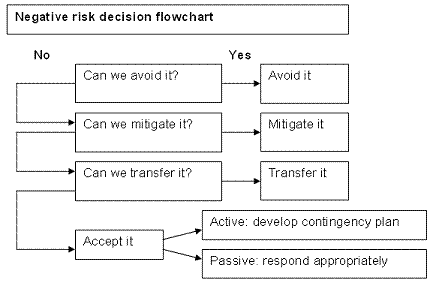 Negative risk decision flowchart
No Yes
Can we avoid it? Avoid it
Can we mitigate it? Mitigate it
Can we transfer it? Transfer it
Active: develop contingency plan
Accept it
Passive: respond appropriately